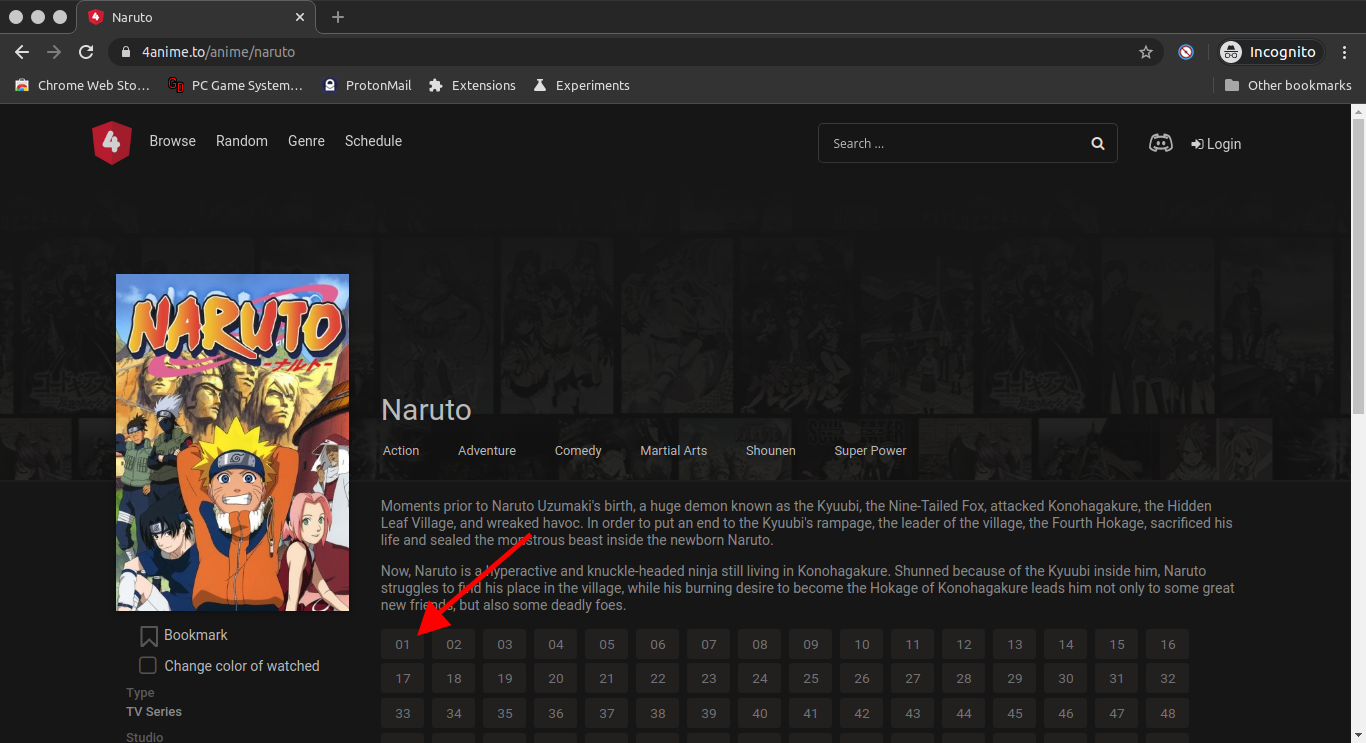 Naruto
4anime.to/anime/naruto
Incognito
Chrome Web Sto...
PC Game System...
ProtonMail
Extensions
Experiments
Other bookmarks
4
Browse
Random
Genre
Schedule
Search ...
Login
NARUTO
-ナルト-
Naruto
Action
Adventure
Comedy
Martial Arts
Shounen
Super Power
Moments prior to Naruto Uzumaki's birth, a huge demon known as the Kyuubi, the Nine-Tailed Fox, attacked Konohagakure, the Hidden
Leaf Village, and wreaked havoc. In order to put an end to the Kyuubi's rampage, the leader of the village, the Fourth Hokage, sacrificed his
life and sealed the monstrous beast inside the newborn Naruto.
Now, Naruto is a hyperactive and knuckle-headed ninja still living in Konohagakure. Shunned because of the Kyuubi inside him, Naruto
struggles to find his place in the village, while his burning desire to become the Hokage of Konohagakure leads him not only to some great
new friends, but also some deadly foes.
01 02 03 04 05 06 07 08 09 10 11 12 13 14 15 16
17 18 19 20 21 22 23 24 25 26 27 28 29 30 31 32
33 34 35 36 37 38 39 40 41 42 43 44 45 46 47 48
Bookmark
Change color of watched
Type
TV Series
Studio